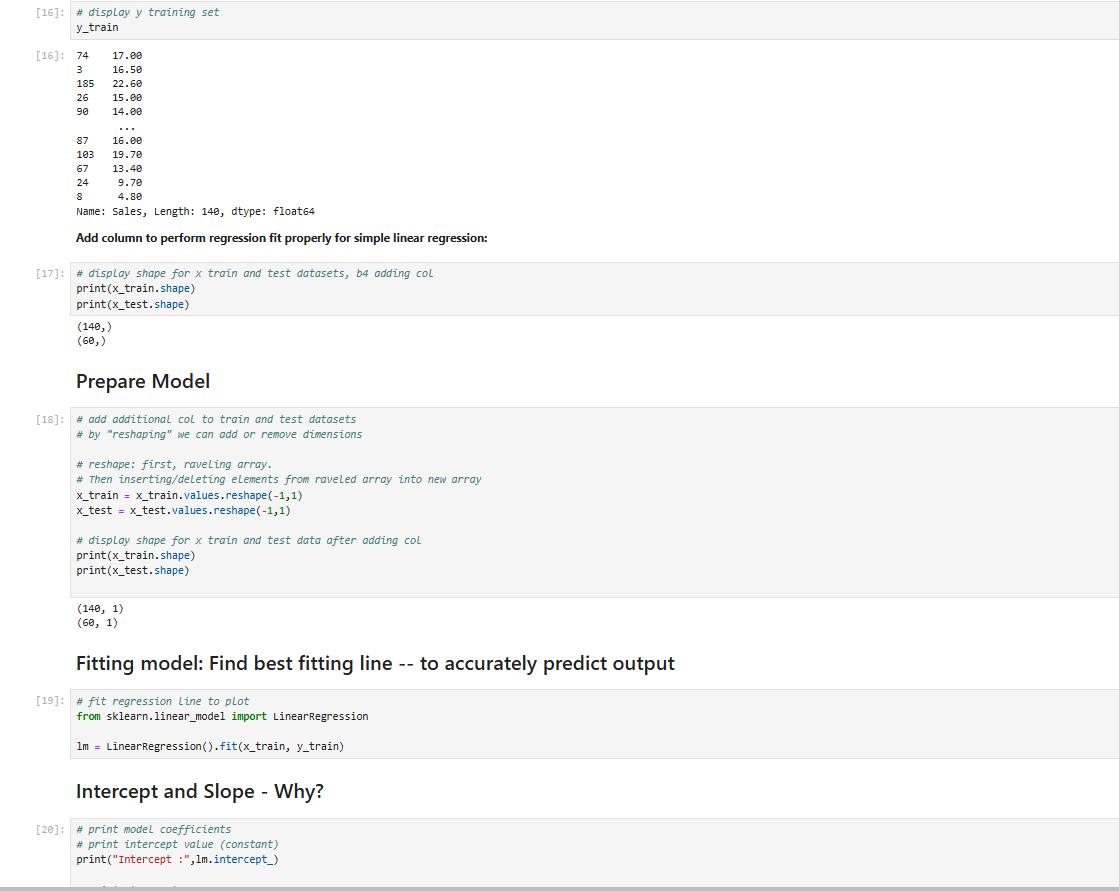 [16]: # display y training set
y_train
[16]: 74 17.00
3 16.50
185 22.60
26 15.00
90 14.00
...
87 16.00
103 19.70
67 13.40
24 9.70
8 4.80
Name: Sales, Length: 140, dtype: float64
Add column to perform regression fit properly for simple linear regression:
[17]: # display shape for x train and test datasets, b4 adding col
print(x_train.shape)
print(x_test.shape)
(140,)
(60,)
Prepare Model
[18]: # add additional col to train and test datasets
# by "reshaping" we can add or remove dimensions
# reshape: first, raveling array.
# Then inserting/deleting elements from raveled array into new array
x_train = x_train.values.reshape(-1,1)
x_test = x_test.values.reshape(-1,1)
# display shape for x train and test data after adding col
print(x_train.shape)
print(x_test.shape)
(140, 1)
(60, 1)
Fitting model: Find best fitting line -- to accurately predict output
[19]: # fit regression line to plot
from sklearn.linear_model import LinearRegression
lm = LinearRegression().fit(x_train, y_train)
Intercept and Slope - Why?
[20]: # print model coefficients
# print intercept value (constant)
print("Intercept :",lm.intercept_)